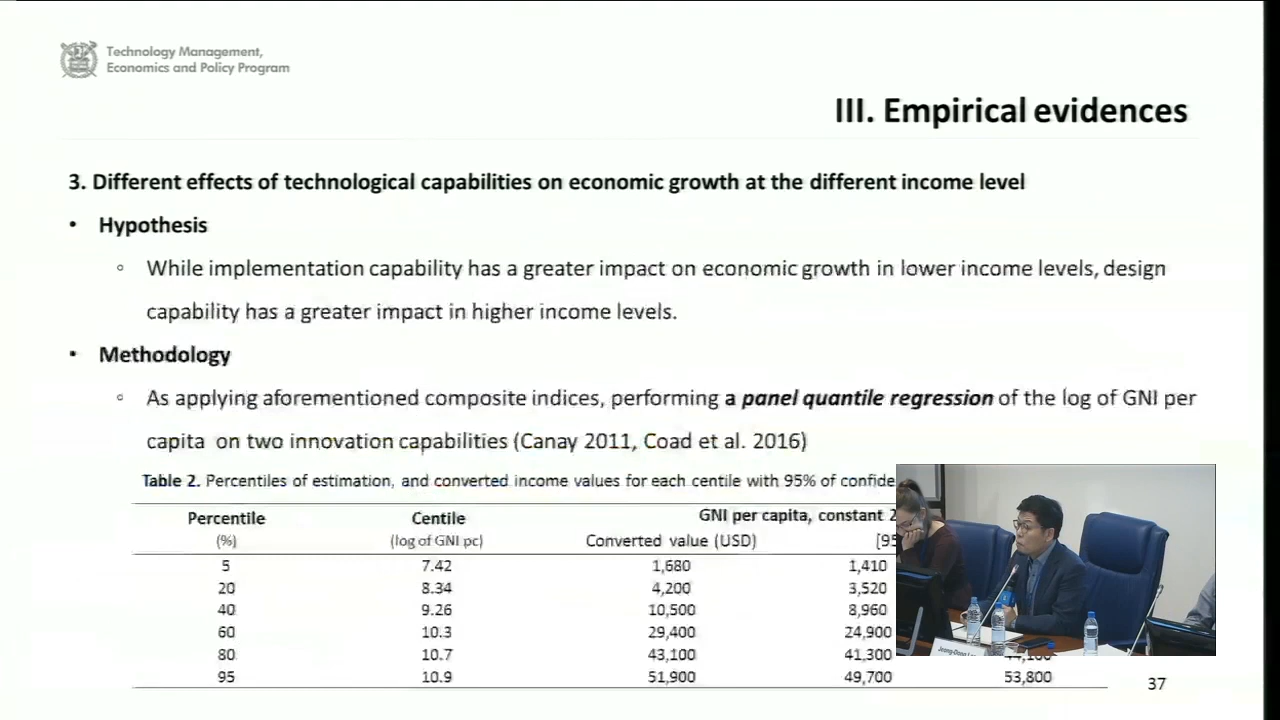 Technology Management,
Economics and Policy Program
III. Empirical evidences
3. Different effects of technological capabilities on economic growth at the different income level
• Hypothesis
◦ While implementation capability has a greater impact on economic growth in lower income levels, design
capability has a greater impact in higher income levels.
• Methodology
◦ As applying aforementioned composite indices, performing a panel quantile regression of the log of GNI per
capita on two innovation capabilities (Canay 2011, Coad et al. 2016)
Table 2. Percentiles of estimation, and converted income values for each centile with 95% of
Percentile Centile GNI per capita, constant
(%) (log of GNI pc) Converted value (USD)
5 7.42 1,680 1,410
20 8.34 4,200 3,520
40 9.26 10,500 8,960
60 10.3 29,400 24,900
80 10.7 43,100 41,300
95 10.9 51,900 49,700 53,800
37